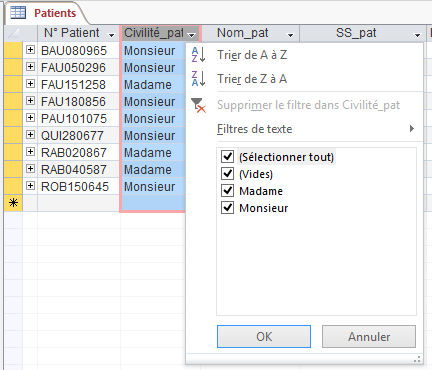 Patients
N° Patient Civilité_pat Nom_pat SS_pat
BAU080965 Monsieur
FAU050296 Monsieur
FAU151258 Madame
FAU180856 Monsieur
PAU101075 Monsieur
QUI280677 Monsieur
RAB020867 Madame
RAB040587 Madame
ROB150645 Monsieur
Trier de A à Z
Trier de Z à A
Supprimer le filtre dans Civilité_pat
Filtres de texte
(Sélectionner tout)
(Vides)
Madame
Monsieur
OK Annuler